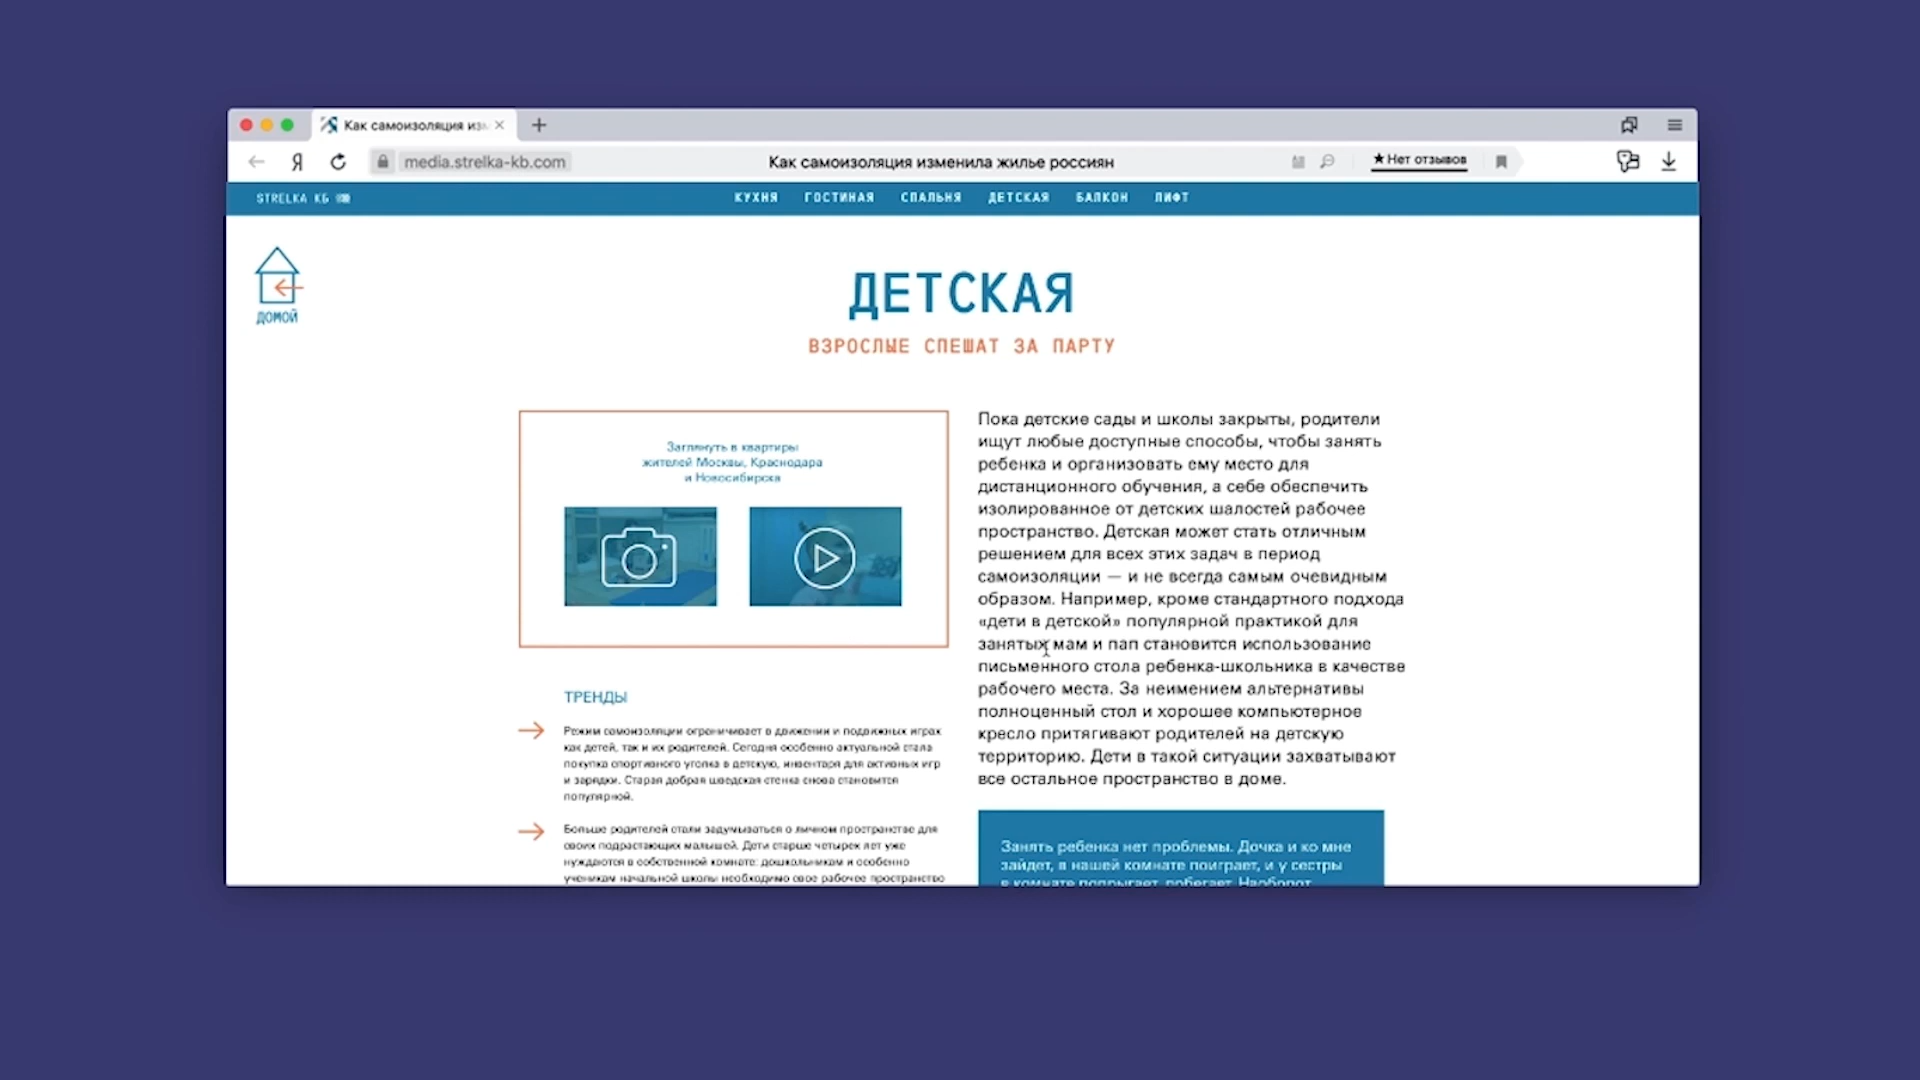 Как самоизоляция из
Я
media.strelka-kb.com
Как самоизоляция изменила жилье россиян
★ Нет отзывов
STRELKA КБ
КУХНЯ ГОСТИНАЯ СПАЛЬНЯ ДЕТСКАЯ БАЛКОН ЛИФТ
ДОМОЙ
ДЕТСКАЯ
ВЗРОСЛЫЕ СПЕШАТ ЗА ПАРТУ
Заглянуть в квартиры
жителей Москвы, Краснодара
и Новосибирска
ТРЕНДЫ
Режим самоизоляции ограничивает в движении и подвижных играх
как детей, так и их родителей. Сегодня особенно актуальной стала
покупка спортивного уголка в детскую, инвентаря для активных игр
и зарядки. Старая добрая шведская стенка снова становится
популярной.
Больше родителей стали задумываться о личном пространстве для
своих подрастающих малышей. Дети старше четырех лет уже
нуждаются в собственной комнате: дошкольникам и особенно
ученикам начальной школы необходимо свое рабочее пространство
Пока детские сады и школы закрыты, родители
ищут любые доступные способы, чтобы занять
ребенка и организовать ему место для
дистанционного обучения, а себе обеспечить
изолированное от детских шалостей рабочее
пространство. Детская может стать отличным
решением для всех этих задач в период
самоизоляции — и не всегда самым очевидным
образом. Например, кроме стандартного подхода
«дети в детской» популярной практикой для
занятых мам и пап становится использование
письменного стола ребенка-школьника в качестве
рабочего места. За неимением альтернативы
полноценный стол и хорошее компьютерное
кресло притягивают родителей на детскую
территорию. Дети в такой ситуации захватывают
все остальное пространство в доме.
Занять ребенка нет проблемы. Дочка и ко мне
зайдет, в нашей комнате поиграет, и у сестры
в комнате попрыгает, побегает. Наоборот,